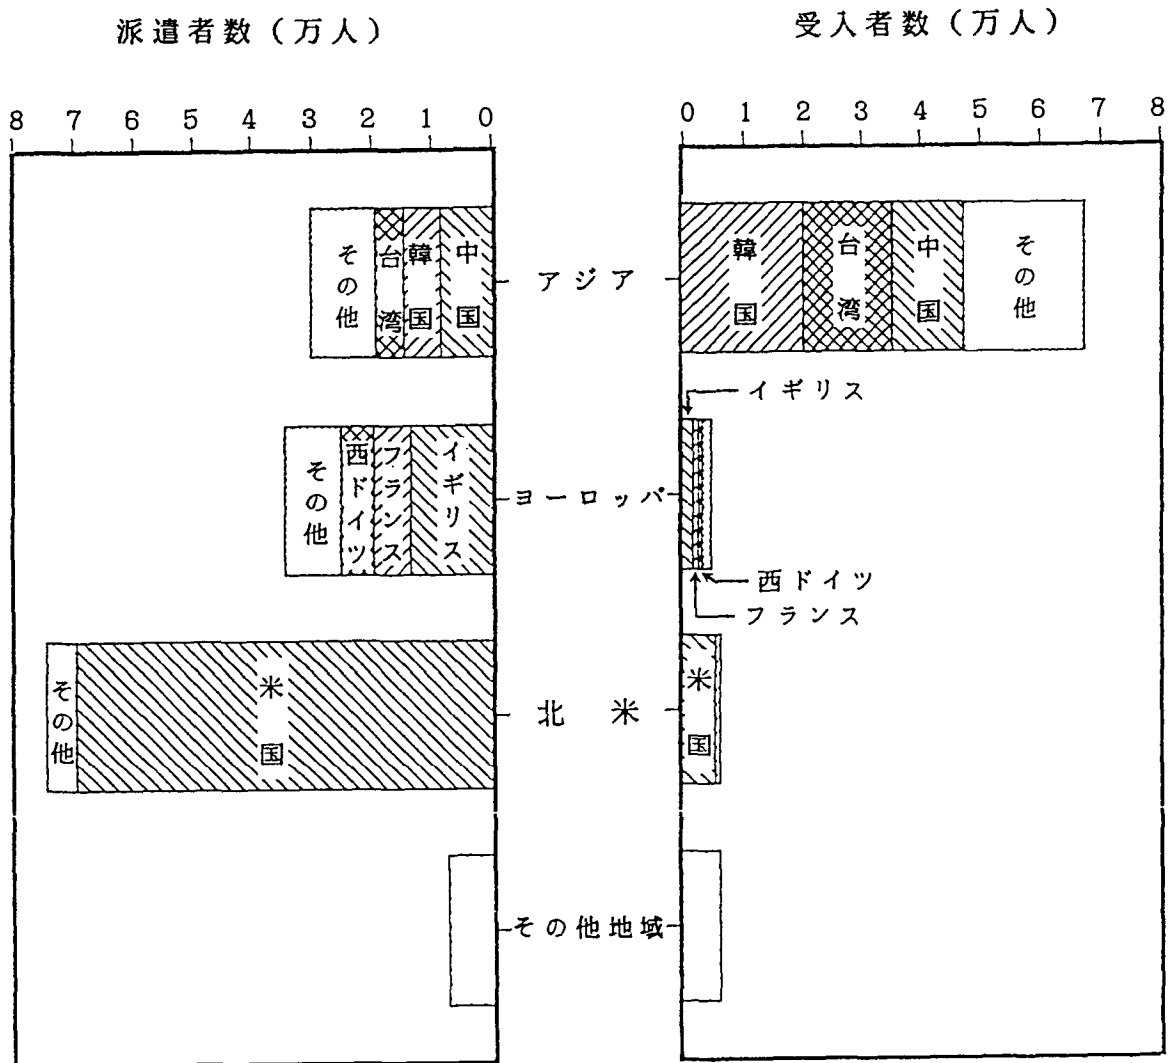 派遣者数(万人)
受入者数(万人)
8 7 6 5 4 3 2 1 0
0 1 2 3 4 5 6 7 8
その他
台湾
韓国
中国
アジア
韓国
台湾
中国
その他
イギリス
その他
西ドイツ
フランス
イギリス
ヨーロッパ
西ドイツ
フランス
その他
米国
北米
米国
その他地域